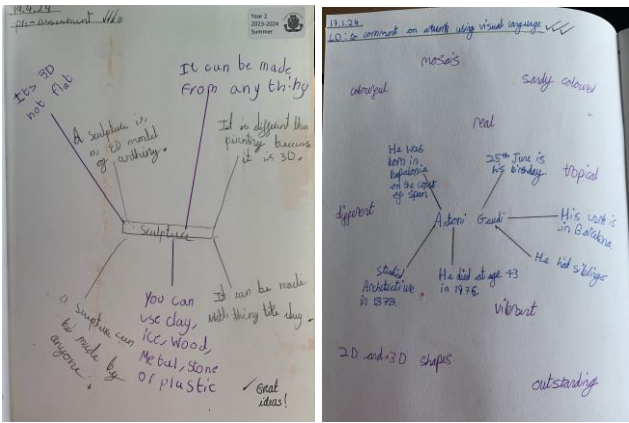 19.4.24
pre-assessment
Year 2
2023-2024
Summer
Its 3D
not flat
It can be made
from any thing
A sculpture is
a 3D model
of anything.
It is different than
because
it is 3D.
Sculpture
a Sculpture can
be made by
anyone.
You can
use clay,
ice, wood,
Metal, stone
or plastic
It can be made
with thing like clay.
Great
ideas!
17.1.24
LO: to comment on artwork using visual language
colourful
sandy coloured
real
He was
born in
on the coast
of Spain
25th June is
his birthday
tropical
different
Antoni Gaudi
His work is
in Barcelona
He had siblings
Studied
Architecture
in 1873.
He died at age 43
in 1976.
vibrant
2D and 3D shapes
outstanding